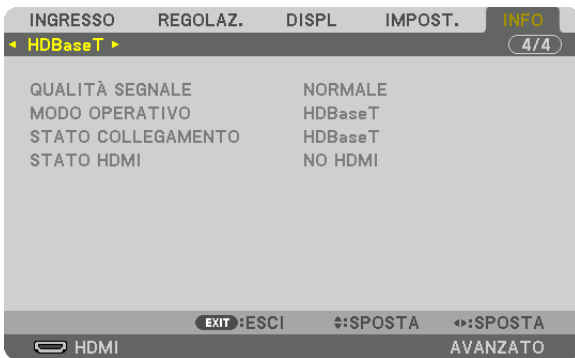 INGRESSO REGOLAZ. DISPL IMPOST. INFO
HDBaseT 4/4
QUALITÀ SEGNALE NORMALE
MODO OPERATIVO HDBaseT
STATO COLLEGAMENTO HDBaseT
STATO HDMI NO HDMI
EXIT :ESCI :SPOSTA :SPOSTA
HDMI AVANZATO